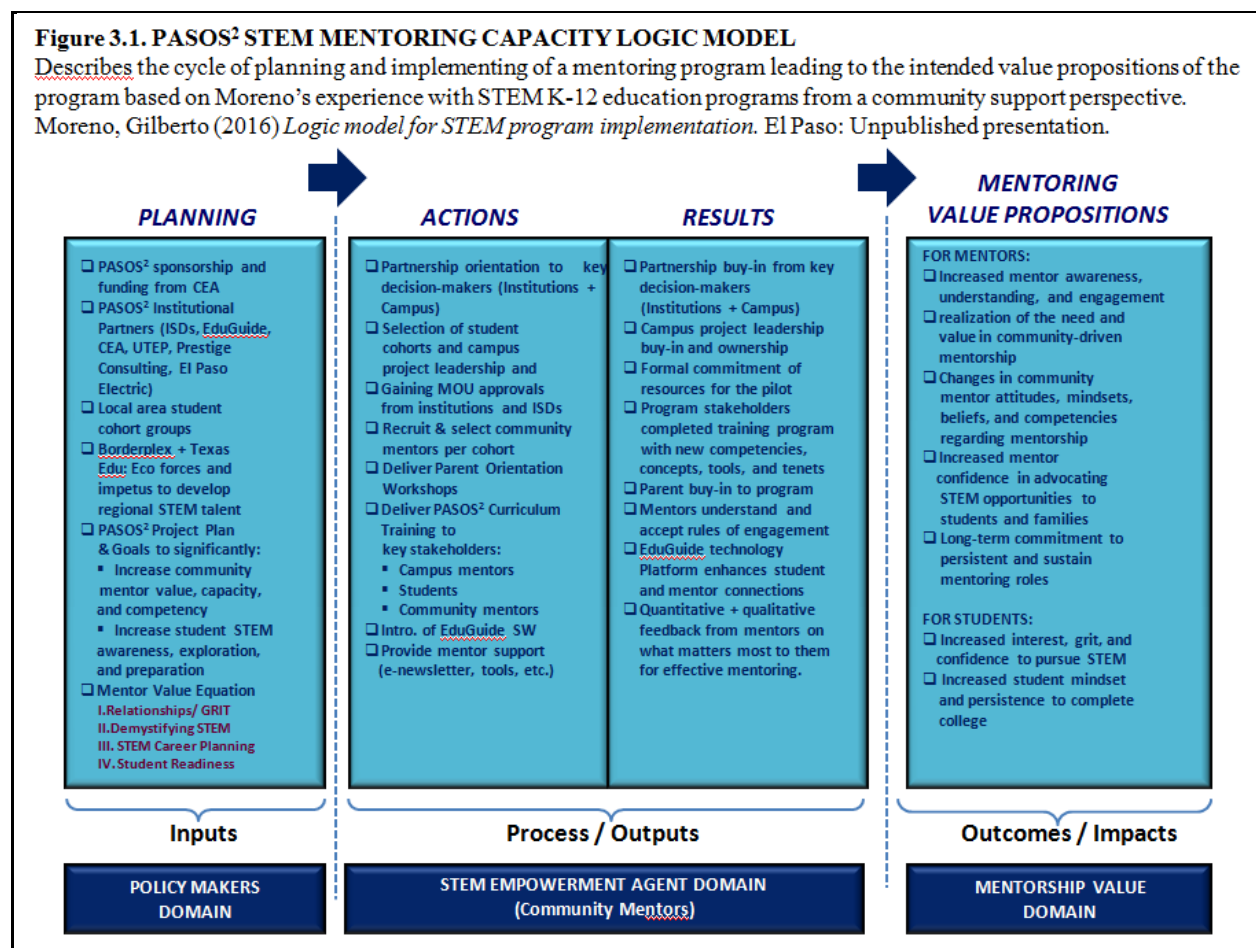 Figure 3.1. PASOS² STEM MENTORING CAPACITY LOGIC MODEL
Describes the cycle of planning and implementing of a mentoring program leading to the intended value propositions of the
program based on Moreno's experience with STEM K-12 education programs from a community support perspective.
Moreno, Gilberto (2016) Logic model for STEM program implementation. El Paso: Unpublished presentation.
PLANNING
❑ PASOS² sponsorship and
funding from CEA
❑ PASOS² Institutional
Partners (ISDs, EduGuide,
CEA, UTEP, Prestige
Consulting, El Paso
Electric)
❑ Local area student
cohort groups
❑ Borderplex + Texas
Edu: Eco forces and
impetus to develop
regional STEM talent
❑ PASOS² Project Plan
& Goals to significantly:
▪ Increase community
mentor value, capacity,
and competency
▪ Increase student STEM
awareness, exploration,
and preparation
❑ Mentor Value Equation
I.Relationships/ GRIT
II.Demystifying STEM
III. STEM Career Planning
IV. Student Readiness
Inputs
POLICY MAKERS
DOMAIN
ACTIONS
❑ Partnership orientation to key
decision-makers (Institutions +
Campus)
❑ Selection of student
cohorts and campus
project leadership and
❑ Gaining MOU approvals
from institutions and ISDs
❑ Recruit & select community
mentors per cohort
❑ Deliver Parent Orientation
Workshops
❑ Deliver PASOS² Curriculum
Training to
key stakeholders:
▪ Campus mentors
▪ Students
▪ Community mentors
❑ Intro. of EduGuide SW
❑ Provide mentor support
(e-newsletter, tools, etc.)
RESULTS
❑ Partnership buy-in from key
decision-makers
(Institutions + Campus)
❑ Campus project leadership
buy-in and ownership
❑ Formal commitment of
resources for the pilot
❑ Program stakeholders
completed training program
with new competencies,
concepts, tools, and tenets
❑ Parent buy-in to program
❑ Mentors understand and
accept rules of engagement
❑ EduGuide technology
Platform enhances student
and mentor connections
❑ Quantitative + qualitative
feedback from mentors on
what matters most to them
for effective mentoring.
Process / Outputs
STEM EMPOWERMENT AGENT DOMAIN
(Community Mentors)
MENTORING
VALUE PROPOSITIONS
FOR MENTORS:
❑ Increased mentor awareness,
understanding, and engagement
❑ realization of the need and
value in community-driven
mentorship
❑ Changes in community
mentor attitudes, mindsets,
beliefs, and competencies
regarding mentorship
❑ Increased mentor
confidence in advocating
STEM opportunities to
students and families
❑ Long-term commitment to
persistent and sustain
mentoring roles
FOR STUDENTS:
❑ Increased interest, grit, and
confidence to pursue STEM
❑ Increased student mindset
and persistence to complete
college
Outcomes / Impacts
MENTORSHIP VALUE
DOMAIN